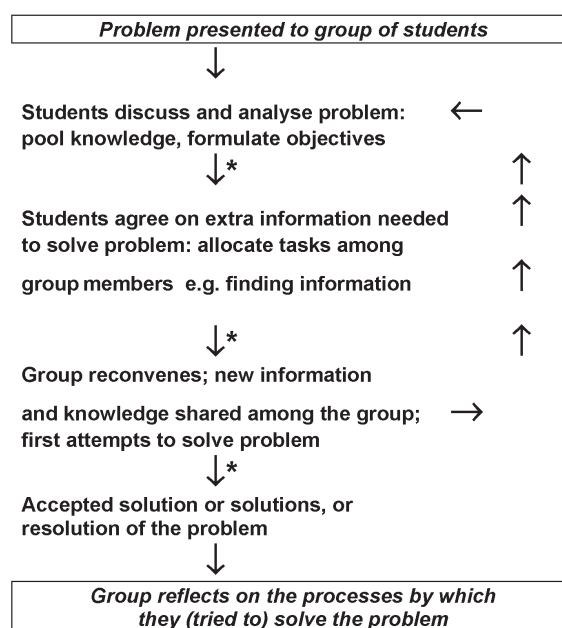 Problem presented to group of students
Students discuss and analyse problem:
pool knowledge, formulate objectives
*
Students agree on extra information needed
to solve problem: allocate tasks among
group members e.g. finding information
*
Group reconvenes; new information
and knowledge shared among the group;
first attempts to solve problem
*
Accepted solution or solutions, or
resolution of the problem
Group reflects on the processes by which
they (tried to) solve the problem